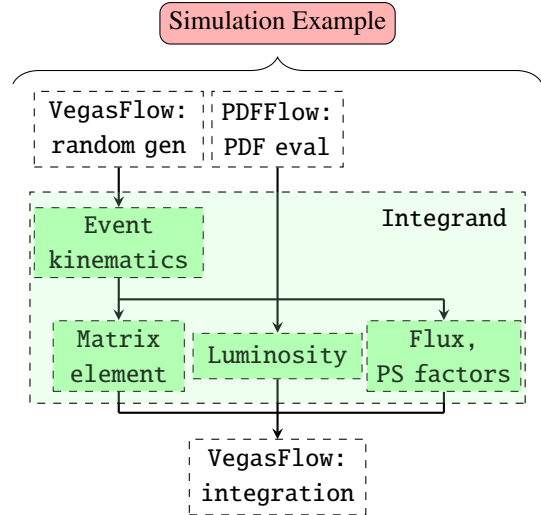 Simulation Example
VegasFlow:
random gen
PDFFlow:
PDF eval
Integrand
Event
kinematics
Matrix
element
Luminosity
Flux,
PS factors
VegasFlow:
integration